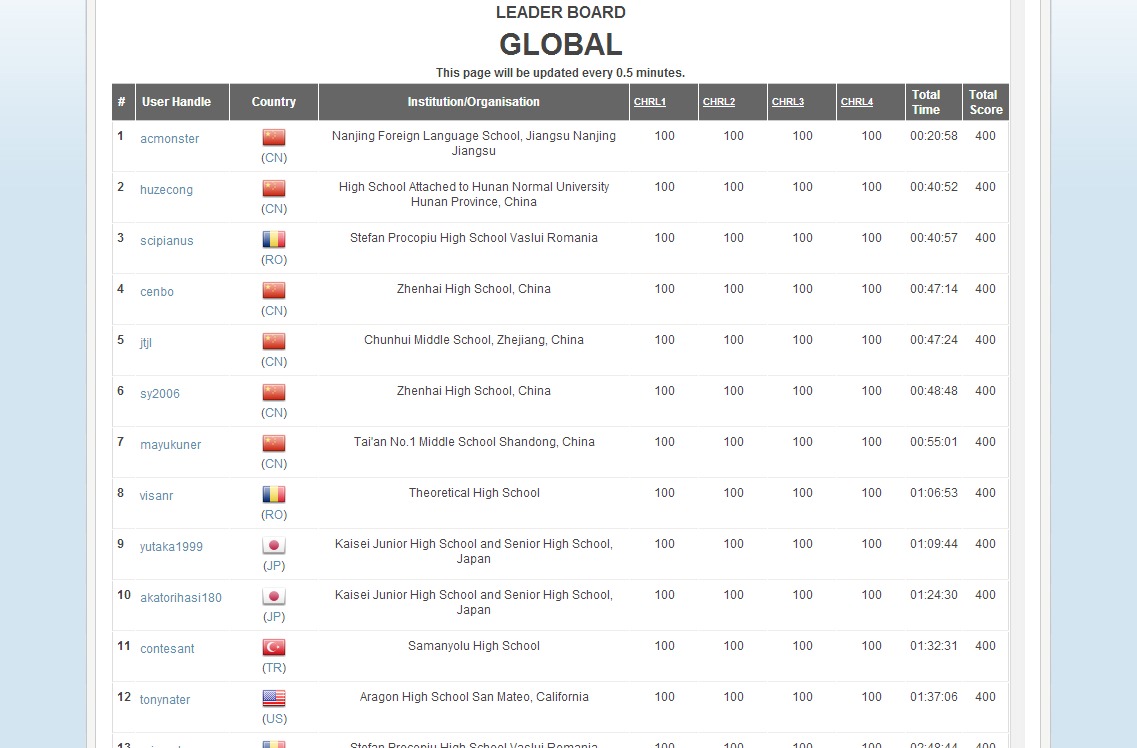 LEADER BOARD
GLOBAL
This page will be updated every 0.5 minutes.
# User Handle Country Institution/Organisation CHRL1 CHRL2 CHRL3 CHRL4 Total Time Total Score
1 acmonster (CN) Nanjing Foreign Language School, Jiangsu Nanjing Jiangsu 100 100 100 100 00:20:58 400
2 huzecong (CN) High School Attached to Hunan Normal University Hunan Province, China 100 100 100 100 00:40:52 400
3 scipianus (RO) Stefan Procopiu High School Vaslui Romania 100 100 100 100 00:40:57 400
4 cenbo (CN) Zhenhai High School, China 100 100 100 100 00:47:14 400
5 jtjl (CN) Chunhui Middle School, Zhejiang, China 100 100 100 100 00:47:24 400
6 sy2006 (CN) Zhenhai High School, China 100 100 100 100 00:48:48 400
7 mayukuner (CN) Tai'an No.1 Middle School Shandong, China 100 100 100 100 00:55:01 400
8 visanr (RO) Theoretical High School 100 100 100 100 01:06:53 400
9 yutaka1999 (JP) Kaisei Junior High School and Senior High School, Japan 100 100 100 100 01:09:44 400
10 akatorihasi180 (JP) Kaisei Junior High School and Senior High School, Japan 100 100 100 100 01:24:30 400
11 contesant (TR) Samanyolu High School 100 100 100 100 01:32:31 400
12 tonynater (US) Aragon High School San Mateo, California 100 100 100 100 01:37:06 400
13 Stefan Procopiu High School Vaslui Romania 100 100 100 100 02:48:44 400